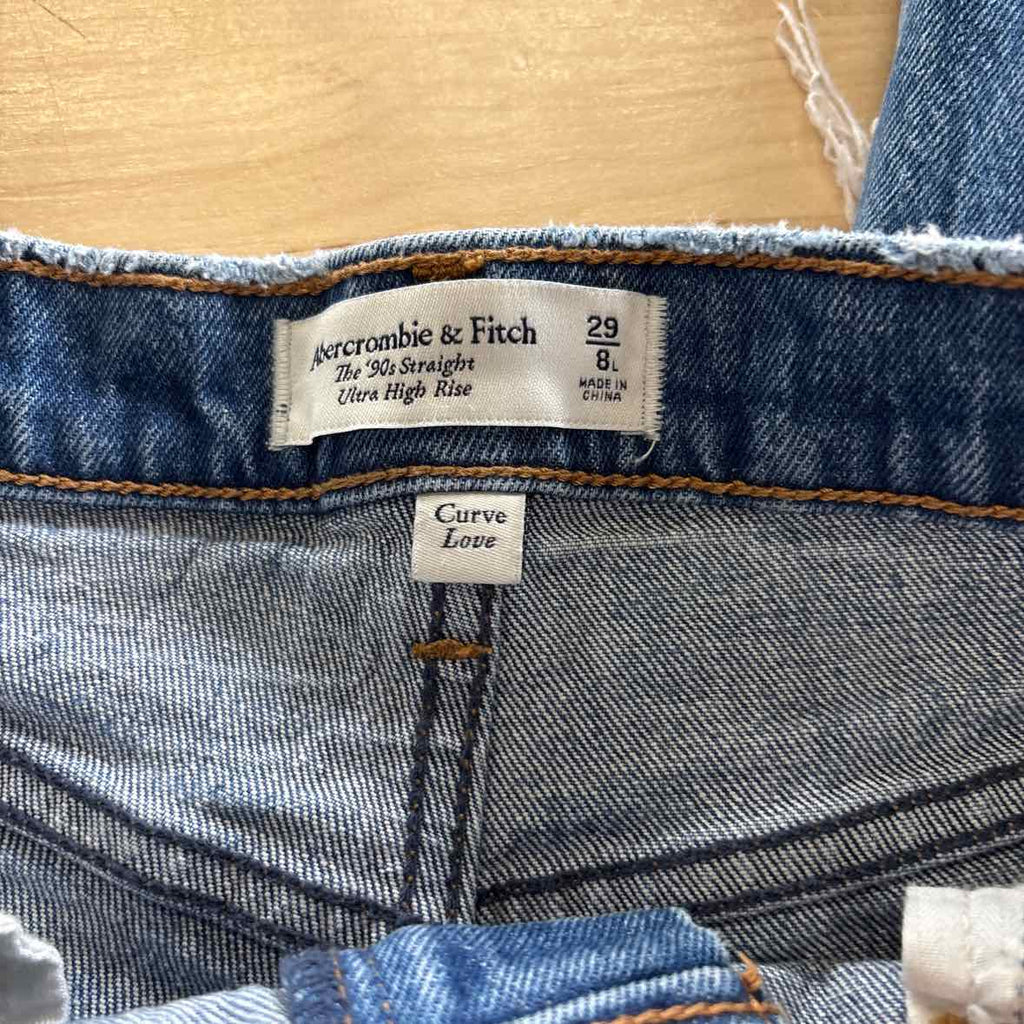 Abercrombie & Fitch
The '90s Straight
Ultra High Rise
29
8L
MADE IN
CHINA
Curve
Love